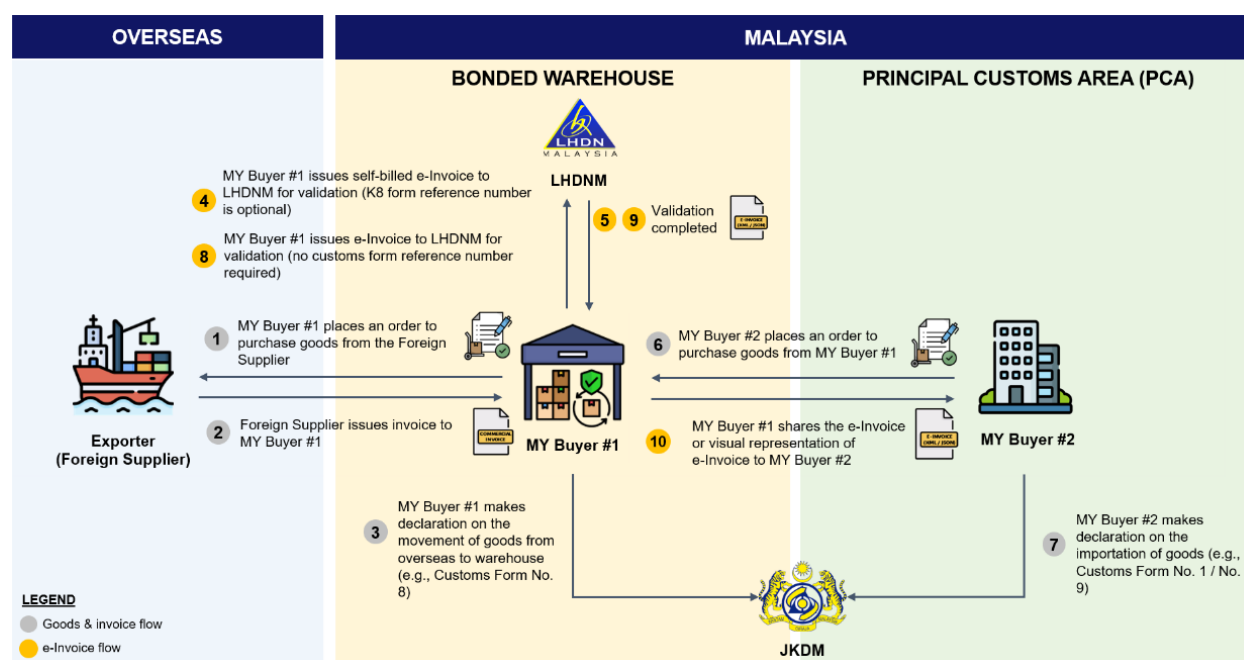 OVERSEAS
MALAYSIA
BONDED WAREHOUSE
PRINCIPAL CUSTOMS AREA (PCA)
LHDN
MALAYSIA
LHDNM
4
MY Buyer #1 issues self-billed e-Invoice to
LHDNM for validation (K8 form reference number
is optional)
8
MY Buyer #1 issues e-Invoice to LHDNM for
validation (no customs form reference number
required)
5
9
Validation
completed
E-INVOICE
(XML / JSON)
1
MY Buyer #1 places an order to
purchase goods from the Foreign
Supplier
6
MY Buyer #2 places an order to
purchase goods from MY Buyer #1
2
Foreign Supplier issues invoice to
MY Buyer #1
COMMERCIAL
INVOICE
10
MY Buyer #1 shares the e-Invoice
or visual representation of
e-Invoice to MY Buyer #2
E-INVOICE
(XML / JSON)
Exporter
(Foreign Supplier)
MY Buyer #1
MY Buyer #2
3
MY Buyer #1 makes
declaration on the
movement of goods from
overseas to warehouse
(e.g., Customs Form No.
8)
7
MY Buyer #2 makes
declaration on the
importation of goods (e.g.,
Customs Form No. 1 / No.
9)
JKDM
LEGEND
Goods & invoice flow
e-Invoice flow